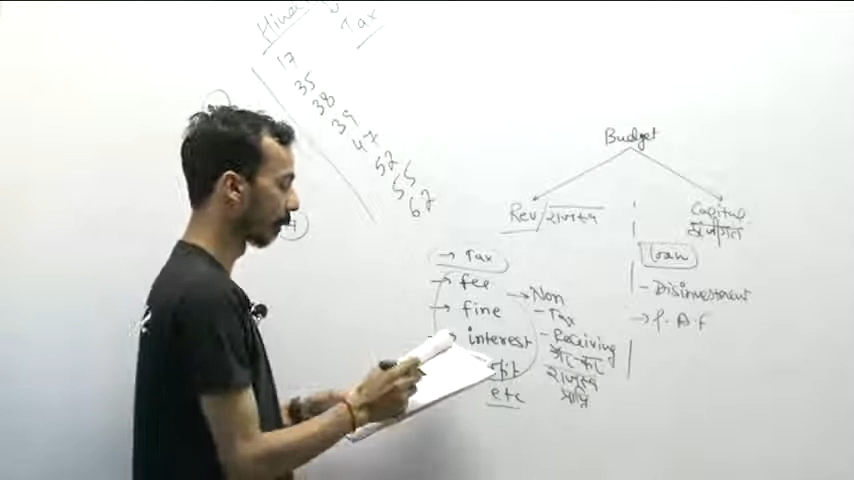 Tax
17
35
38
39
47
52
55
62
Budget
Rev/राजस्व
Capital
पूंजीगत
→ Tax
→ fee
→ fine
interest
etc
→ Non
- Tax
- Receiving
गैर-कर
राजस्व
प्राप्ति
Loan
- Disinvestment
→ P.A.F